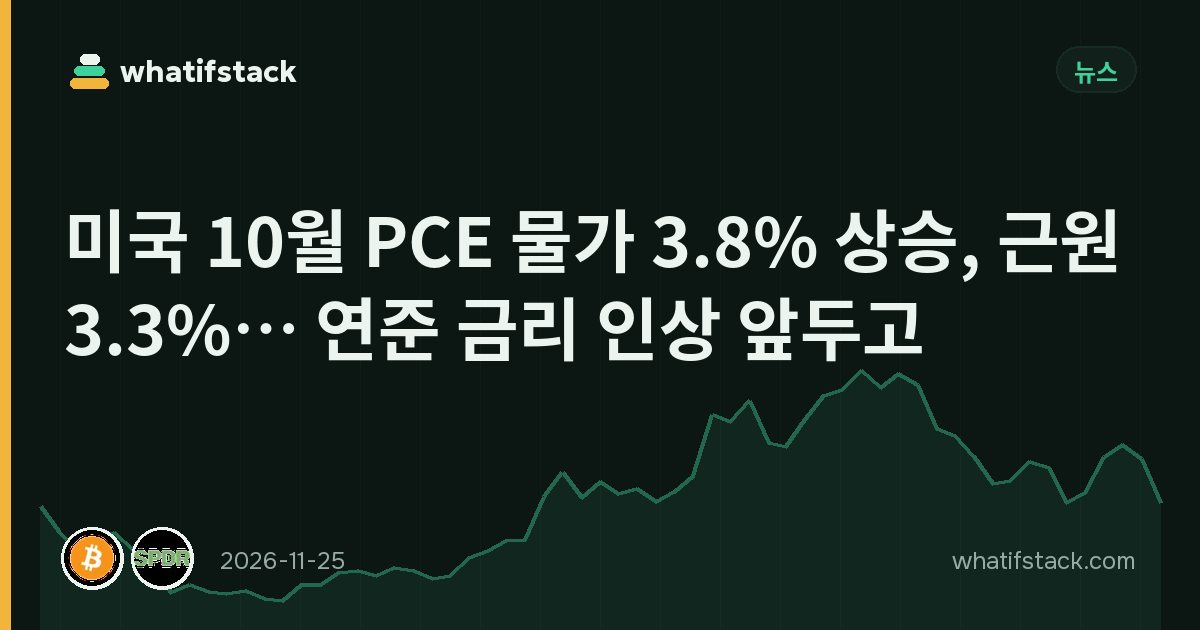 whatifstack
뉴스
미국 10월 PCE 물가 3.8% 상승, 근원
3.3%… 연준 금리 인상 앞두고
SPDR
2026-11-25
whatifstack.com